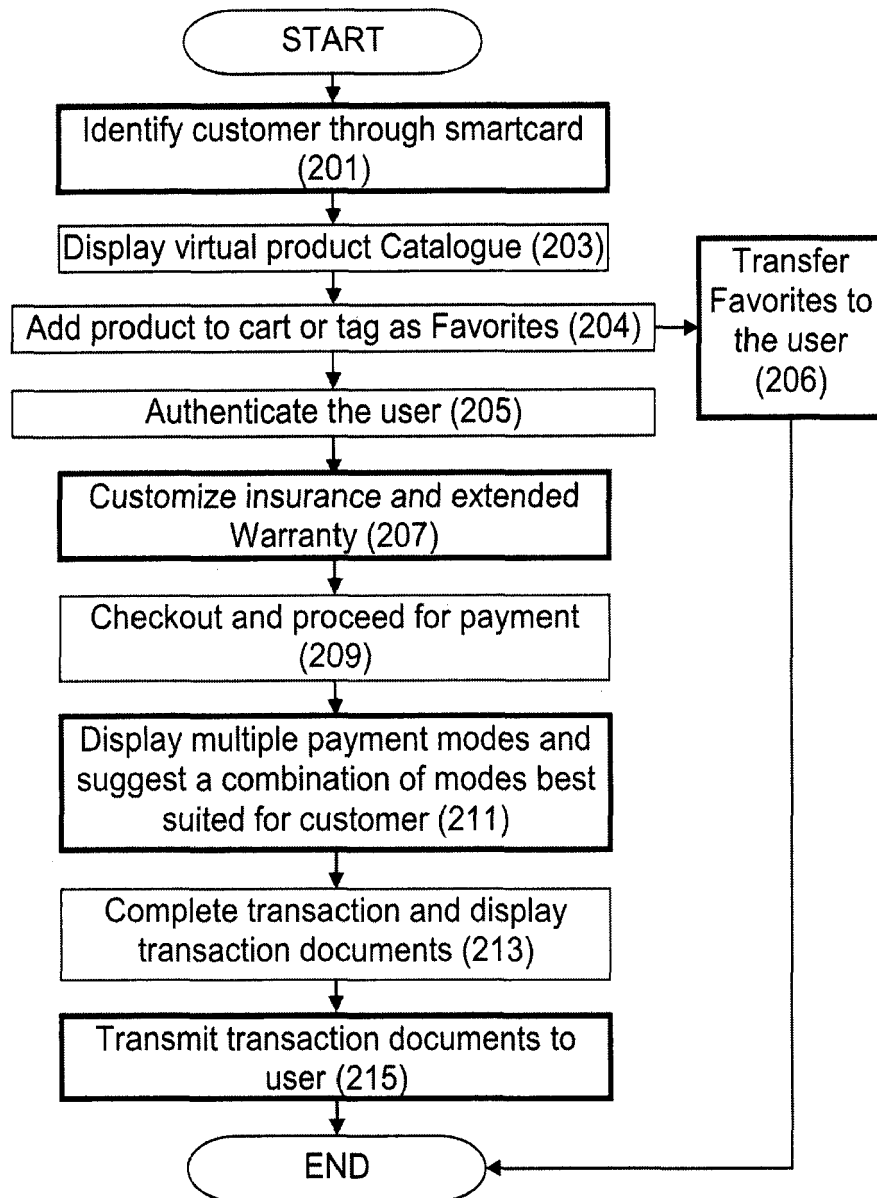 START
Identify customer through smartcard
(201)
Display virtual product Catalogue (203)
Add product to cart or tag as Favorites (204)
Transfer
Favorites to
the user
(206)
Authenticate the user (205)
Customize insurance and extended
Warranty (207)
Checkout and proceed for payment
(209)
Display multiple payment modes and
suggest a combination of modes best
suited for customer (211)
Complete transaction and display
transaction documents (213)
Transmit transaction documents to
user (215)
END